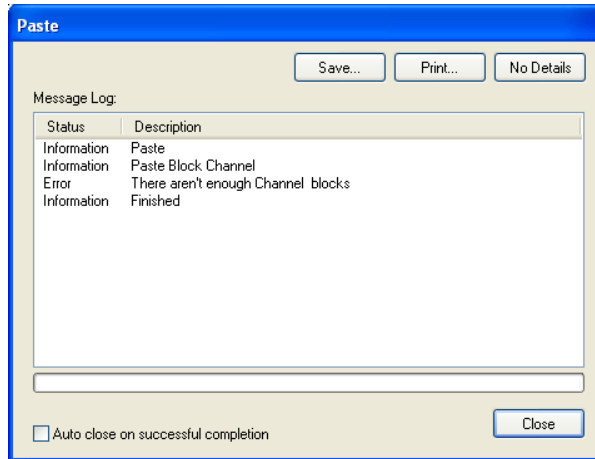 Paste
Save... Print... No Details
Message Log:
Status Description
Information Paste
Information Paste Block Channel
Error There aren't enough Channel blocks
Information Finished
Close
Auto close on successful completion